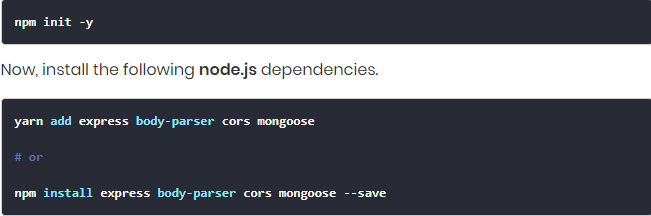 npm init -y
Now, install the following node.js dependencies.
yarn add express body-parser cors mongoose
# or
npm install express body-parser cors mongoose --save